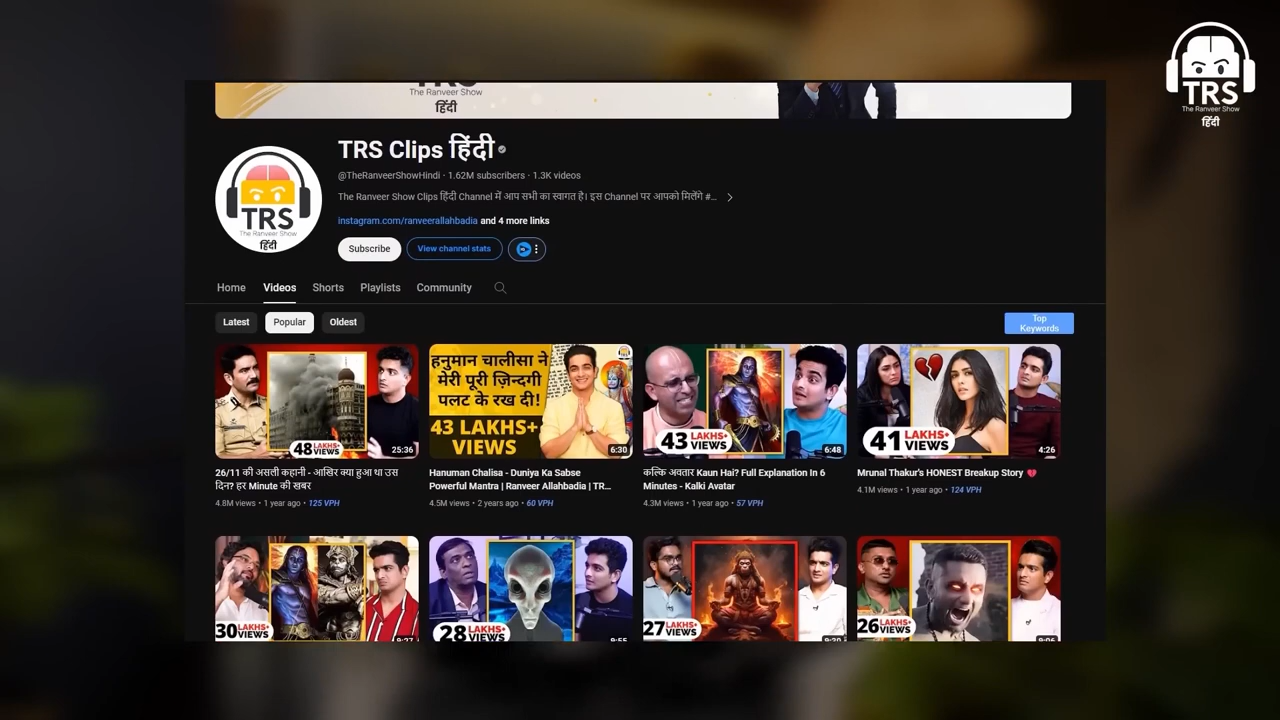 TRS
The Ranveer Show
हिंदी
The Ranveer Show
हिंदी
TRS Clips हिंदी
@TheRanveerShowHindi · 1.62M subscribers · 1.3K videos
The Ranveer Show Clips हिंदी Channel में आप सभी का स्वागत है। इस Channel पर आपको मिलेंगे #...
instagram.com/ranveerallahbadia and 4 more links
Subscribe
View channel stats
TRS
The Ranveer Show
हिंदी
Home Videos Shorts Playlists Community
Latest Popular Oldest
Top
Keywords
48 LAKHS+
VIEWS
25:36
हनुमान चालीसा ने
मेरी पूरी ज़िन्दगी
पलट के रख दी!
43 LAKHS+
VIEWS
6:30
43 LAKHS+
VIEWS
6:48
41 LAKHS+
VIEWS
4:26
26/11 की असली कहानी - आखिर क्या हुआ था उस
दिन? हर Minute की खबर
4.8M views • 1 year ago • 125 VPH
Hanuman Chalisa - Duniya Ka Sabse
Powerful Mantra | Ranveer Allahbadia | TR...
4.5M views • 2 years ago • 60 VPH
कल्कि अवतार Kaun Hai? Full Explanation In 6
Minutes - Kalki Avatar
4.3M views • 1 year ago • 57 VPH
Mrunal Thakur's HONEST Breakup Story 💔
4.1M views • 1 year ago • 124 VPH
30 LAKHS+
VIEWS
28 LAKHS+
VIEWS
27 LAKHS+
VIEWS
26 LAKHS+
VIEWS